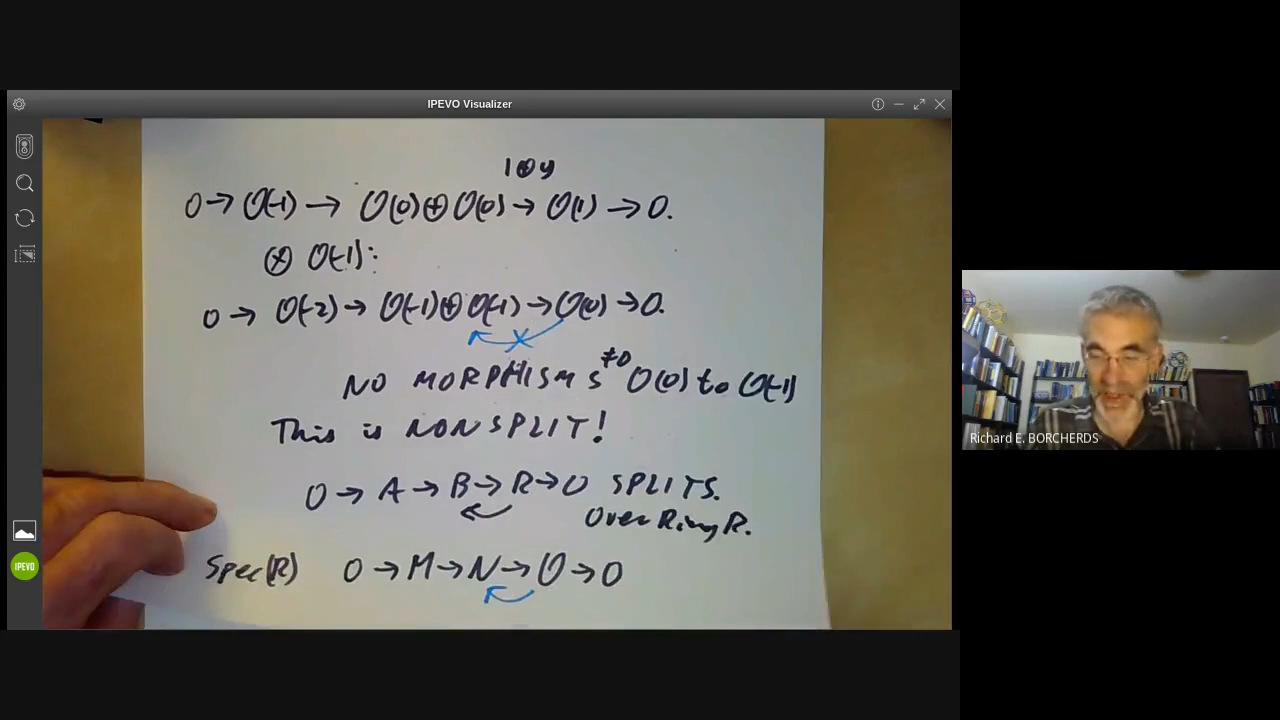 IPEVO Visualizer
1⊕y
0→O(-1)→ O(0)⊕O(0)→O(1)→0.
⊗ O(-1):
0→ O(-2)→ O(-1)⊕O(-1)→O(0)→0.
NO MORPHISMS ≠0 O(0) to O(-1)
This is NONSPLIT!
0→A→B→R→0 SPLITS.
Over Ring R.
Spec(R) 0→M→N→O→0
IPEVO
Richard E. BORCHERDS